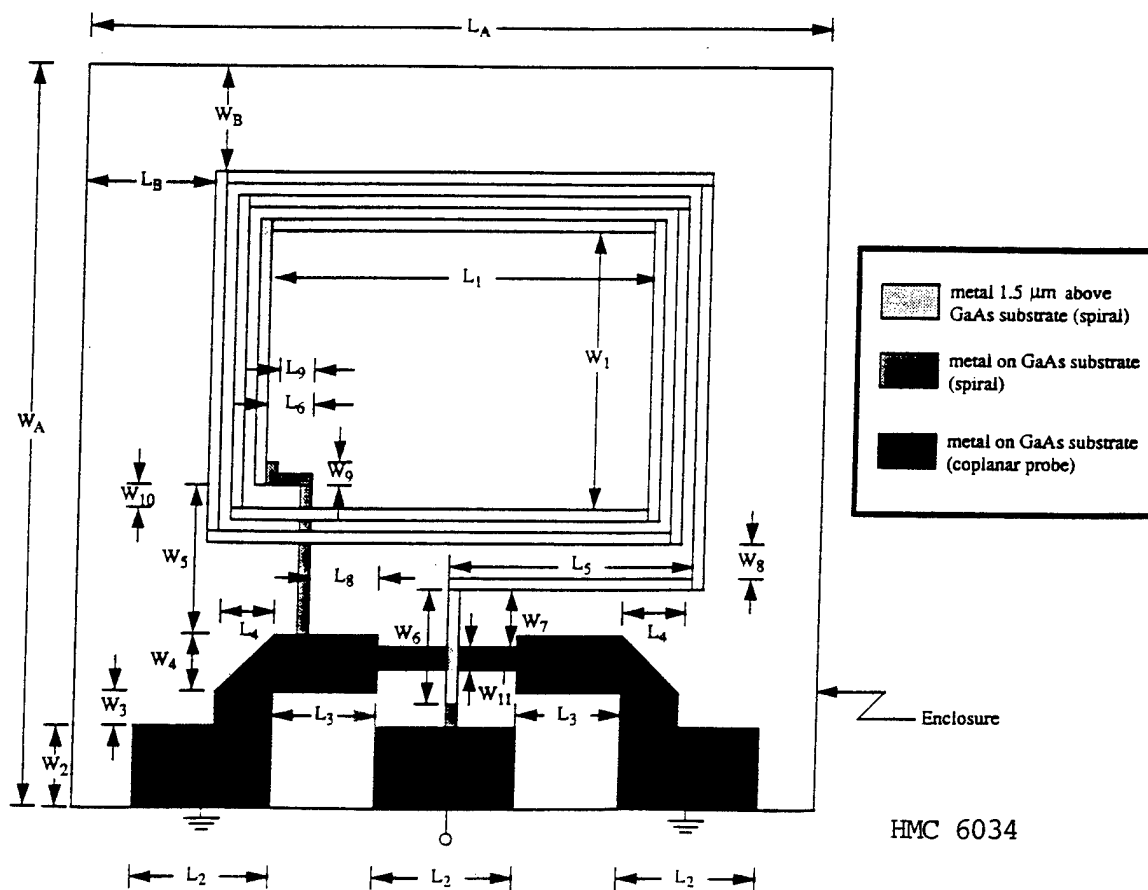 L_A
W_B
L_B
L_1
W_1
L_9
L_6
W_A
W_9
W_10
W_5
L_8
L_5
W_8
L_4
W_6
W_7
L_4
W_4
W_11
W_3
L_3
L_3
W_2
L_2
L_2
L_2
metal 1.5 μm above
GaAs substrate (spiral)
metal on GaAs substrate
(spiral)
metal on GaAs substrate
(coplanar probe)
Enclosure
HMC 6034